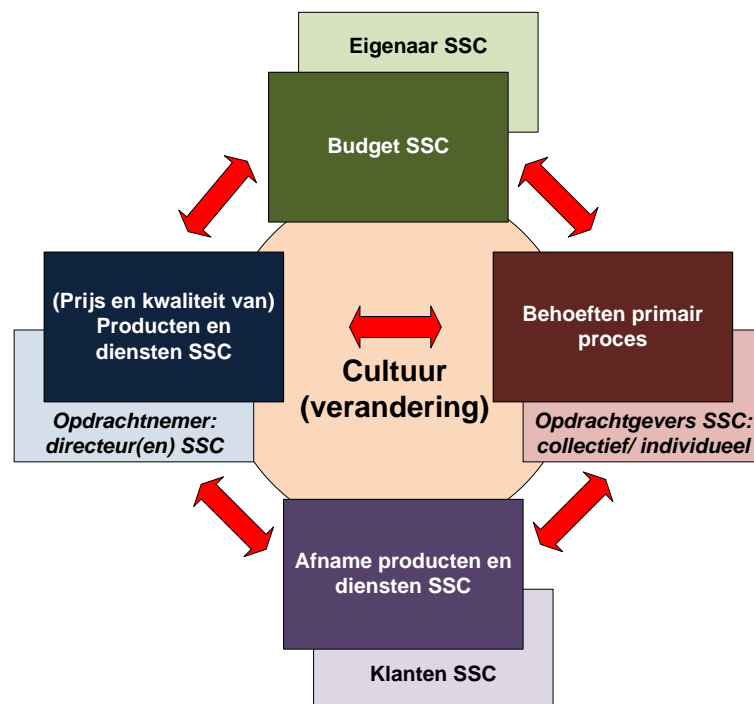 Eigenaar SSC
Budget SSC
(Prijs en kwaliteit van)
Producten en
diensten SSC
Opdrachtnemer:
directeur(en) SSC
Cultuur
(verandering)
Behoeften primair
proces
Opdrachtgevers SSC:
collectief/ individueel
Afname producten en
diensten SSC
Klanten SSC